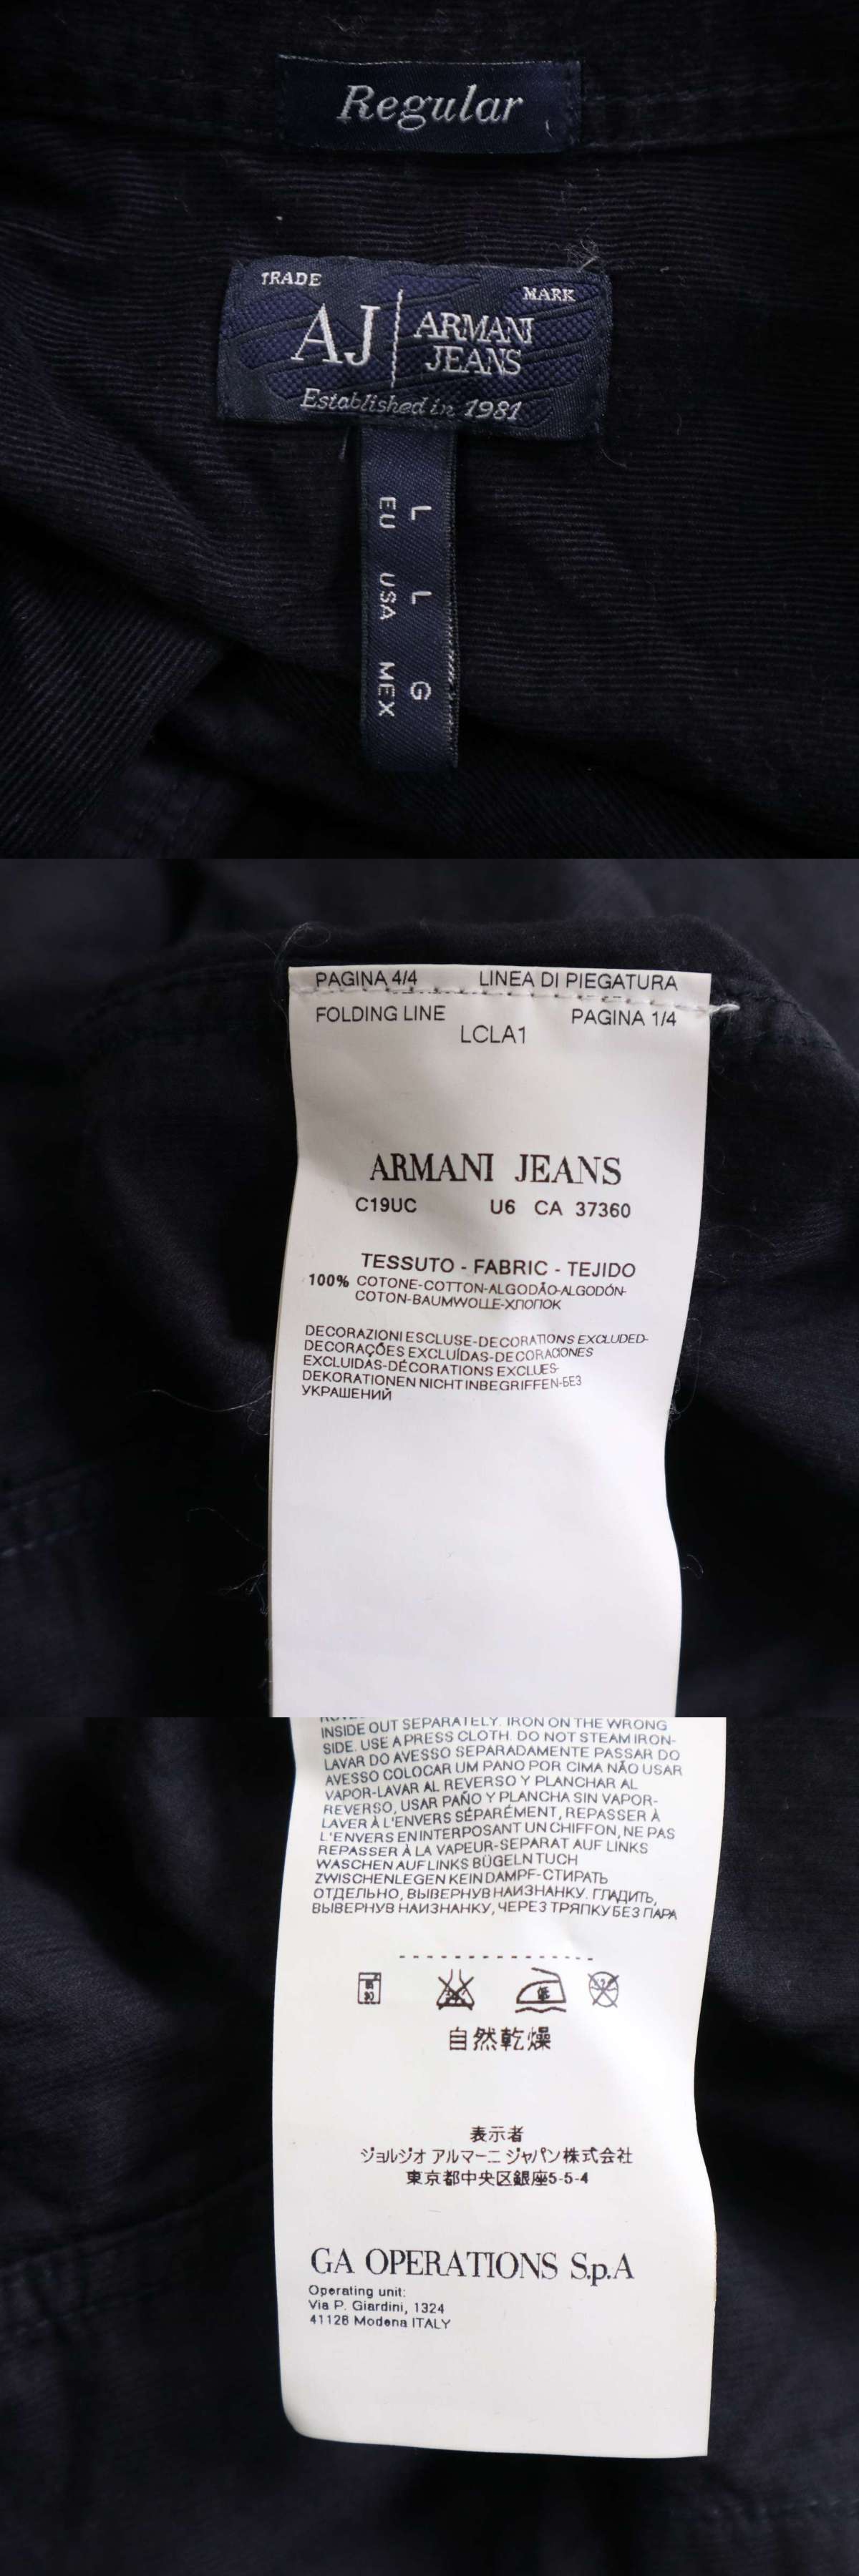 Regular
TRADE MARK
AJ ARMANI
JEANS
Established in 1981
L L G
EU USA MEX
PAGINA 4/4 LINEA DI PIEGATURA
FOLDING LINE PAGINA 1/4
LCLA1
ARMANI JEANS
C19UC U6 CA 37360
TESSUTO - FABRIC - TEJIDO
100% COTONE-COTTON-ALGODÃO-ALGODÓN-
COTON-BAUMWOLLE-ХЛОПОК
DECORAZIONI ESCLUSE-DECORATIONS EXCLUDED-
DECORAÇÕES EXCLUÍDAS-DECORACIONES
EXCLUIDAS-DÉCORATIONS EXCLUES-
DEKORATIONEN NICHT INBEGRIFFEN-БЕЗ
УКРАШЕНИЙ
INSIDE OUT SEPARATELY. IRON ON THE WRONG
SIDE. USE A PRESS CLOTH. DO NOT STEAM IRON-
LAVAR DO AVESSO SEPARADAMENTE PASSAR DO
AVESSO COLOCAR UM PANO POR CIMA NÃO USAR
VAPOR-LAVAR AL REVERSO Y PLANCHAR AL
REVERSO, USAR PAÑO Y PLANCHA SIN VAPOR-
LAVER À L'ENVERS SÉPARÉMENT, REPASSER À
L'ENVERS EN INTERPOSANT UN CHIFFON, NE PAS
REPASSER À LA VAPEUR-SEPARAT AUF LINKS
WASCHEN AUF LINKS BÜGELN TUCH
ZWISCHENLEGEN KEIN DAMPF-СТИРАТЬ
ОТДЕЛЬНО, ВЫВЕРНУВ НАИЗНАНКУ. ГЛАДИТЬ,
ВЫВЕРНУВ НАИЗНАНКУ, ЧЕРЕЗ ТРЯПКУ БЕЗ ПАРА
自然乾燥
表示者
ジョルジオ アルマーニ ジャパン株式会社
東京都中央区銀座5-5-4
GA OPERATIONS S.p.A
Operating unit:
Via P. Giardini, 1324
41126 Modena ITALY